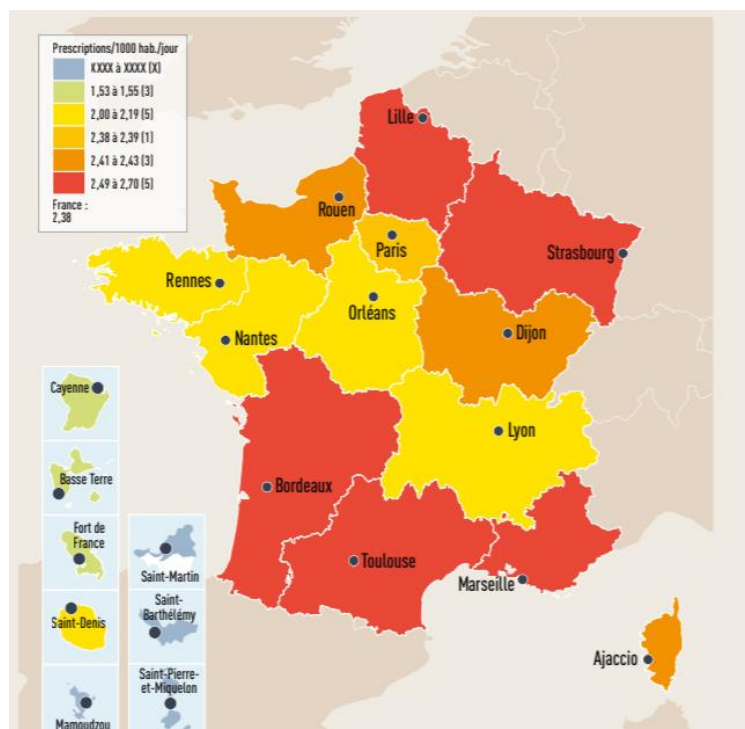 Prescriptions/1000 hab./jour
KXXX à XXXX (X)
1,53 à 1,55 (3)
2,00 à 2,19 (5)
2,38 à 2,39 (1)
2,41 à 2,43 (3)
2,49 à 2,70 (5)
France :
2,38
Lille
Rouen
Paris
Strasbourg
Rennes
Orléans
Nantes
Dijon
Cayenne
Lyon
Basse Terre
Bordeaux
Fort de
France
Toulouse
Saint-Martin
Marseille
Saint-Denis
Saint-
Barthélémy
Ajaccio
Saint-Pierre-
et-Miquelon
Mamoudzou